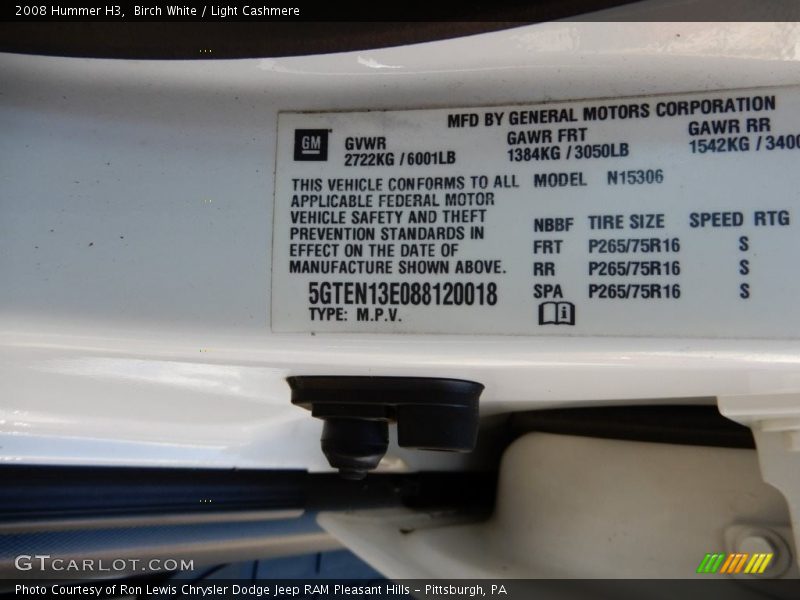 2008 Hummer H3, Birch White / Light Cashmere
MFD BY GENERAL MOTORS CORPORATION
GM GVWR GAWR FRT GAWR RR
2722KG / 6001LB 1384KG / 3050LB 1542KG / 3400
THIS VEHICLE CONFORMS TO ALL MODEL N15306
APPLICABLE FEDERAL MOTOR
VEHICLE SAFETY AND THEFT NBBF TIRE SIZE SPEED RTG
PREVENTION STANDARDS IN FRT P265/75R16 S
EFFECT ON THE DATE OF RR P265/75R16 S
MANUFACTURE SHOWN ABOVE. SPA P265/75R16 S
5GTEN13E088120018
TYPE: M.P.V.
GTCARLOT.COM
Photo Courtesy of Ron Lewis Chrysler Dodge Jeep RAM Pleasant Hills - Pittsburgh, PA